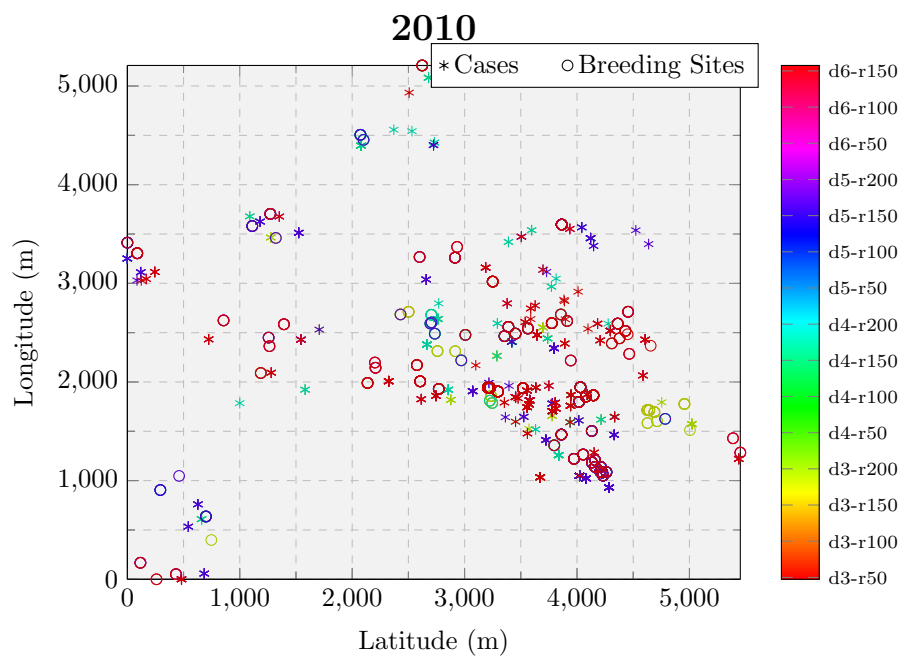 2010
* Cases ○ Breeding Sites
5,000
4,000
3,000
2,000
1,000
0
Longitude (m)
0 1,000 2,000 3,000 4,000 5,000
Latitude (m)
d6-r150
d6-r100
d6-r50
d5-r200
d5-r150
d5-r100
d5-r50
d4-r200
d4-r150
d4-r100
d4-r50
d3-r200
d3-r150
d3-r100
d3-r50